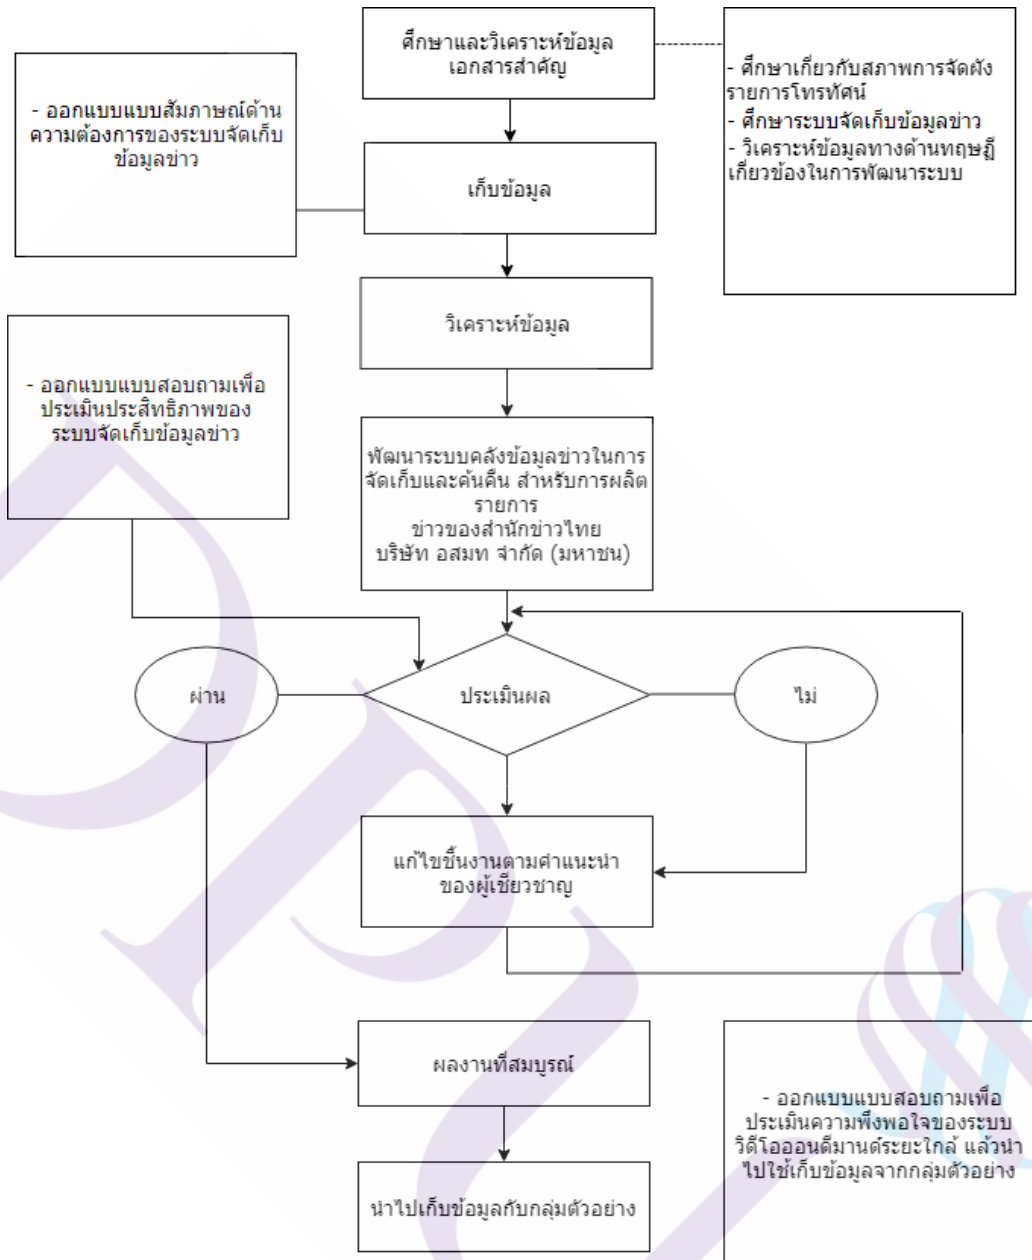 ศึกษาและวิเคราะห์ข้อมูล
เอกสารสำคัญ
- ศึกษาเกี่ยวกับสภาพการจัดผัง
รายการโทรทัศน์
- ศึกษาระบบจัดเก็บข้อมูลข่าว
- วิเคราะห์ข้อมูลทางด้านทฤษฎี
เกี่ยวข้องในการพัฒนาระบบ
- ออกแบบแบบสัมภาษณ์ด้าน
ความต้องการของระบบจัดเก็บ
ข้อมูลข่าว
เก็บข้อมูล
วิเคราะห์ข้อมูล
- ออกแบบแบบสอบถามเพื่อ
ประเมินประสิทธิภาพของ
ระบบจัดเก็บข้อมูลข่าว
พัฒนาระบบคลังข้อมูลข่าวในการ
จัดเก็บและค้นคืน สำหรับการผลิต
รายการ
ข่าวของสำนักข่าวไทย
บริษัท อสมท จำกัด (มหาชน)
ผ่าน
ประเมินผล
ไม่
แก้ไขชิ้นงานตามคำแนะนำ
ของผู้เชี่ยวชาญ
ผลงานที่สมบูรณ์
- ออกแบบแบบสอบถามเพื่อ
ประเมินความพึงพอใจของระบบ
วิดีโอออนดีมานด์ระยะใกล้ แล้วนำ
ไปใช้เก็บข้อมูลจากกลุ่มตัวอย่าง
นำไปเก็บข้อมูลกับกลุ่มตัวอย่าง